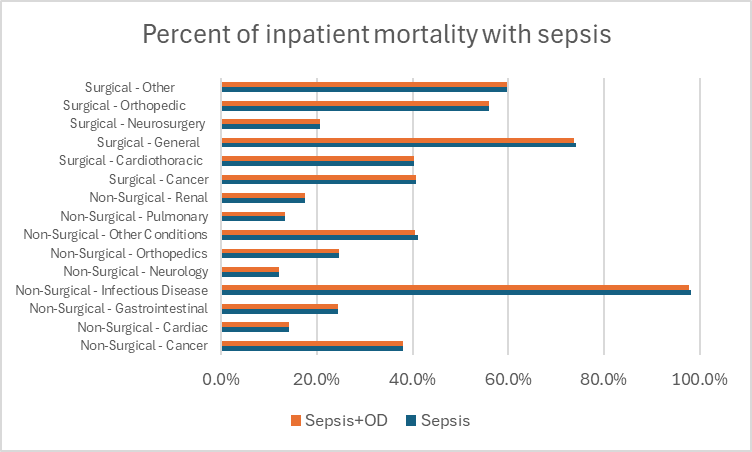 Percent of inpatient mortality with sepsis
Surgical - Other
Surgical - Orthopedic
Surgical - Neurosurgery
Surgical - General
Surgical - Cardiothoracic
Surgical - Cancer
Non-Surgical - Renal
Non-Surgical - Pulmonary
Non-Surgical - Other Conditions
Non-Surgical - Orthopedics
Non-Surgical - Neurology
Non-Surgical - Infectious Disease
Non-Surgical - Gastrointestinal
Non-Surgical - Cardiac
Non-Surgical - Cancer
0.0% 20.0% 40.0% 60.0% 80.0% 100.0%
Sepsis+OD Sepsis